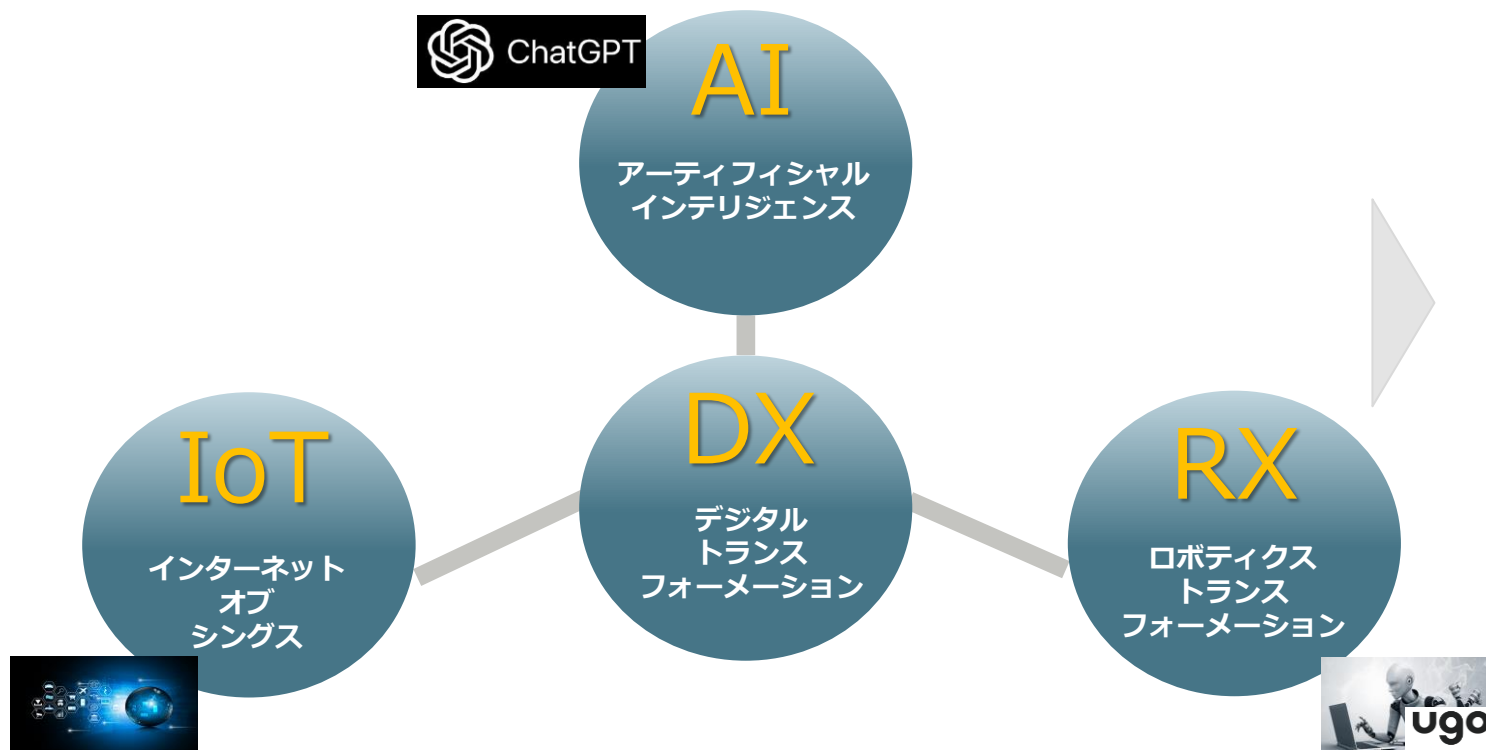 ChatGPT
AI
アーティフィシャル
インテリジェンス
DX
デジタル
トランス
フォーメーション
IoT
インターネット
オブ
シングス
RX
ロボティクス
トランス
フォーメーション
ugo